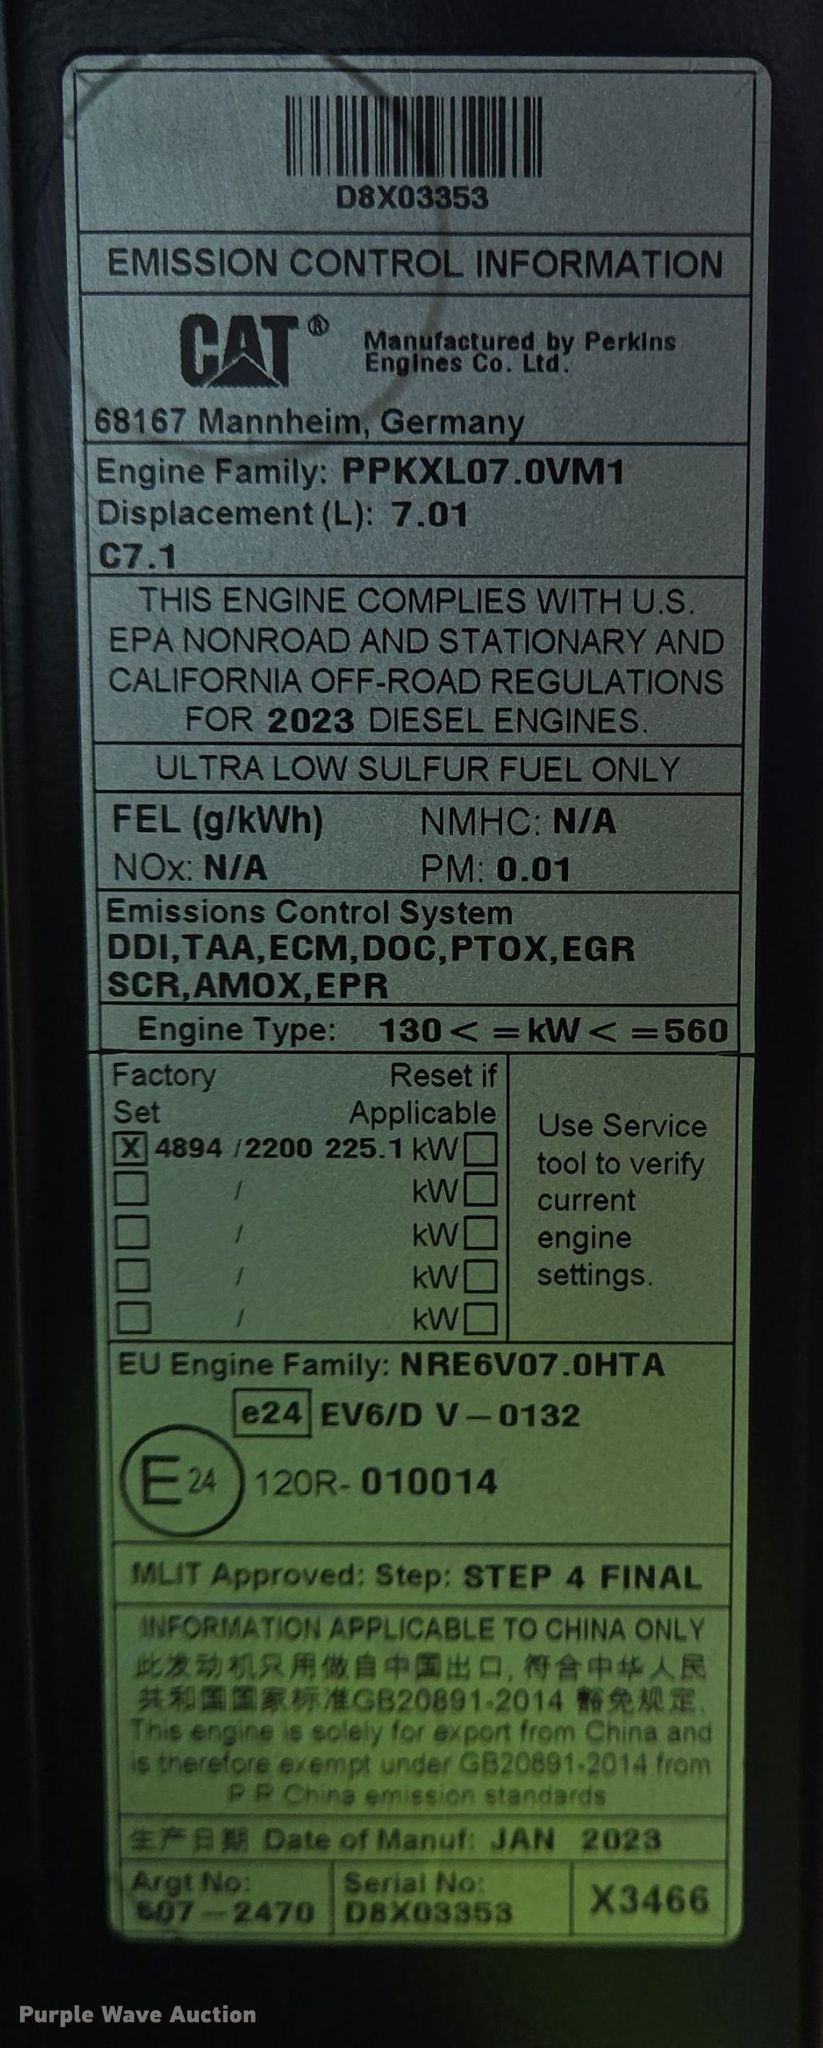 D8X03353
EMISSION CONTROL INFORMATION
CAT® Manufactured by Perkins
Engines Co. Ltd.
68167 Mannheim, Germany
Engine Family: PPKXL07.0VM1
Displacement (L): 7.01
C7.1
THIS ENGINE COMPLIES WITH U.S.
EPA NONROAD AND STATIONARY AND
CALIFORNIA OFF-ROAD REGULATIONS
FOR 2023 DIESEL ENGINES.
ULTRA LOW SULFUR FUEL ONLY
FEL (g/kWh) NMHC: N/A
NOx: N/A PM: 0.01
Emissions Control System
DDI,TAA,ECM,DOC,PTOX,EGR
SCR,AMOX,EPR
Engine Type: 130 < =kW < =560
Factory Reset if
Set Applicable
X 4894 /2200 225.1 kW
/ kW
/ kW
/ kW
/ kW
Use Service
tool to verify
current
engine
settings.
EU Engine Family: NRE6V07.0HTA
e24 EV6/D V-0132
E 24 120R- 010014
MLIT Approved: Step: STEP 4 FINAL
INFORMATION APPLICABLE TO CHINA ONLY
此发动机只用做自中国出口, 符合中华人民
共和国国家标准GB20891-2014 豁免规定.
This engine is solely for export from China and
is therefore exempt under GB20891-2014 from
P R China emission standards
生产日期 Date of Manuf: JAN 2023
Argt No: Serial No:
607-2470 D8X03353 X3466
Purple Wave Auction